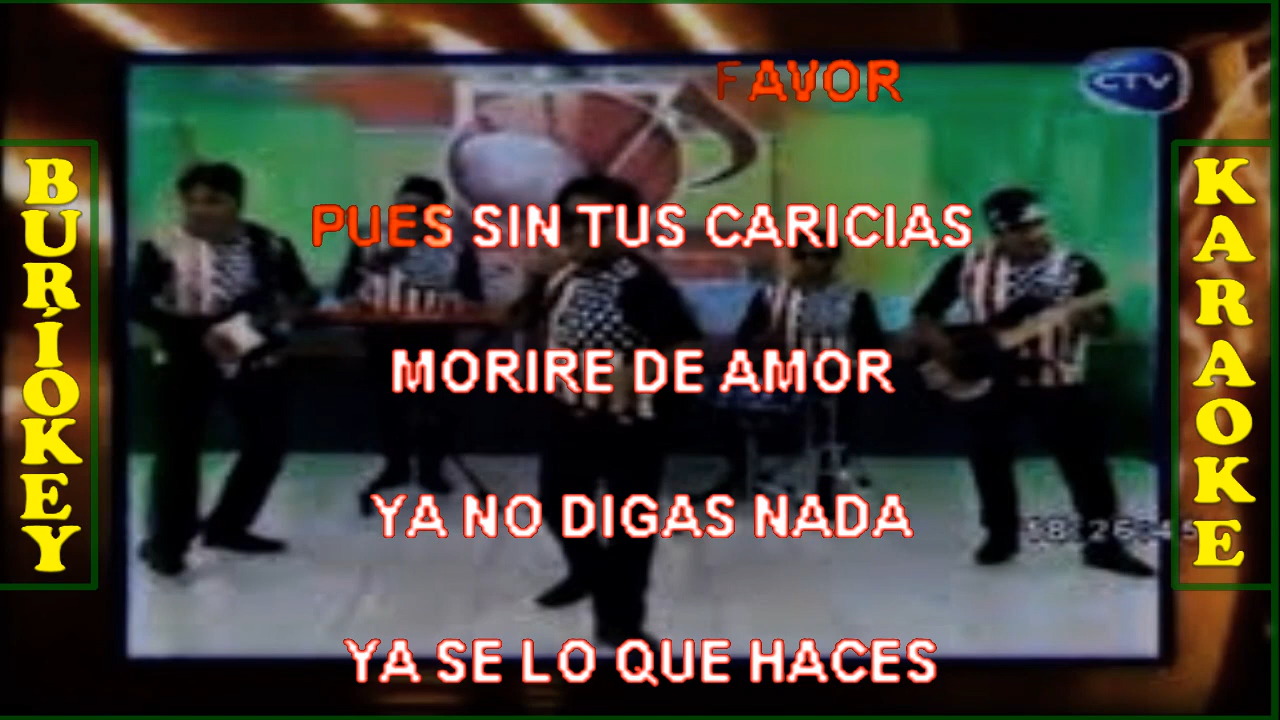 FAVOR
CTV
BURÍOKEY
KARAOKE
PUES SIN TUS CARICIAS
MORIRE DE AMOR
YA NO DIGAS NADA
YA SE LO QUE HACES